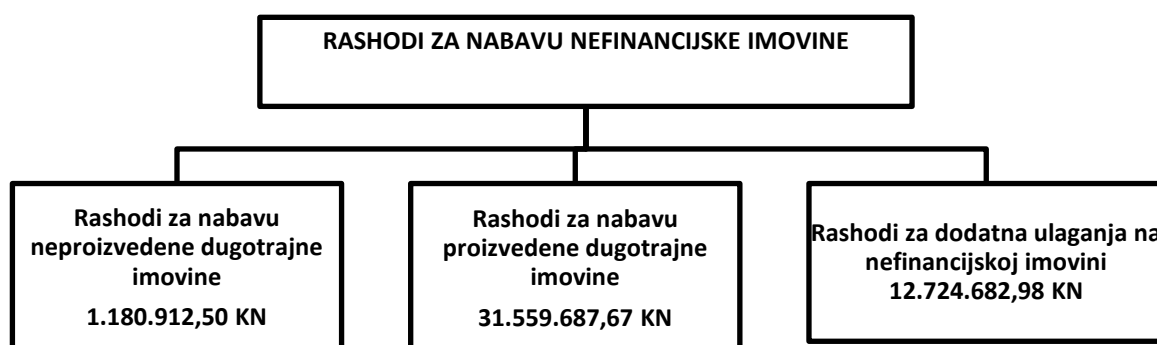 RASHODI ZA NABAVU NEFINANCIJSKE IMOVINE
Rashodi za nabavu
neproizvedene dugotrajne
imovine
1.180.912,50 KN
Rashodi za nabavu
proizvedene dugotrajne
imovine
31.559.687,67 KN
Rashodi za dodatna ulaganja na
nefinancijskoj imovini
12.724.682,98 KN